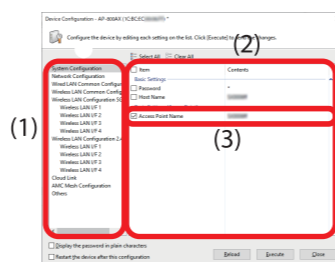 Device Configuration - AP-800AX / 1C:BC:EC
Configure the device by editing each setting on the list. Click [Execute] to changes.
Select All Clear All
(2)
System Configuration
Network Configuration
Wired LAN Common Configur
Wireless LAN Common Config
Wireless LAN Configuration 5G
Wireless LAN I/F 1
Wireless LAN I/F 2
Wireless LAN I/F 3
Wireless LAN I/F 4
Wireless LAN Configuration 2.4
Wireless LAN I/F 1
Wireless LAN I/F 2
Wireless LAN I/F 3
Wireless LAN I/F 4
Cloud Link
AMC Mesh Configuration
Others
(1)
Item Contents
Basic Settings
Password *
Host Name
Access Point Name
(3)
Display the password in plain characters
Restart the device after this configuration
Reload Execute Close